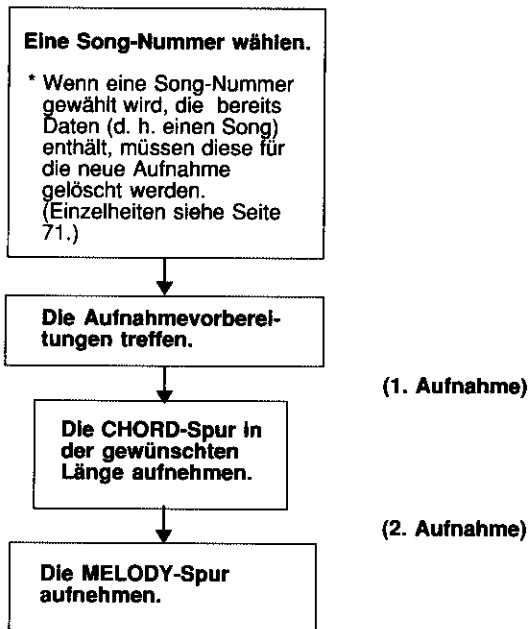 Eine Song-Nummer wählen.
* Wenn eine Song-Nummer
gewählt wird, die bereits
Daten (d. h. einen Song)
enthält, müssen diese für
die neue Aufnahme
gelöscht werden.
(Einzelheiten siehe Seite
71.)
Die Aufnahmevorberei-
tungen treffen.
(1. Aufnahme)
Die CHORD-Spur in
der gewünschten
Länge aufnehmen.
(2. Aufnahme)
Die MELODY-Spur
aufnehmen.